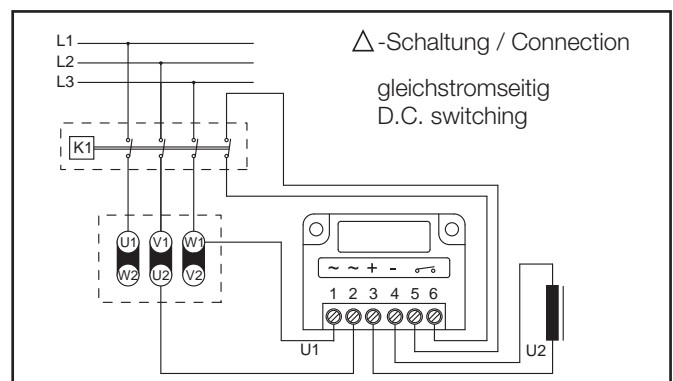 L1
L2
L3
△-Schaltung / Connection
gleichstromseitig
D.C. switching
K1
U1 V1 W1
W2 U2 V2
~ ~ + -
1 2 3 4 5 6
U1
U2